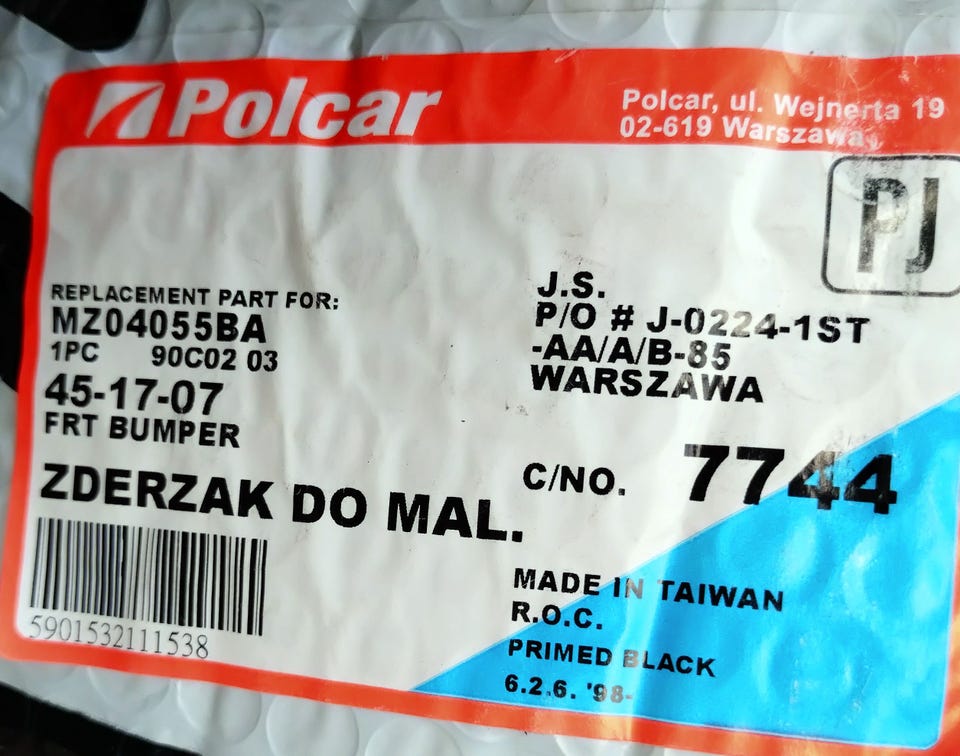 Polcar
Polcar, ul. Wejnerta 19
02-619 Warszawa,
PJ
REPLACEMENT PART FOR:
MZ04055BA
1PC 90C02 03
45-17-07
FRT BUMPER
ZDERZAK DO MAL.
5901532111538
J.S.
P/O # J-0224-1ST
-AA/A/B-85
WARSZAWA
C/NO. 7744
MADE IN TAIWAN
R.O.C.
PRIMED BLACK
6.2.6. '98-